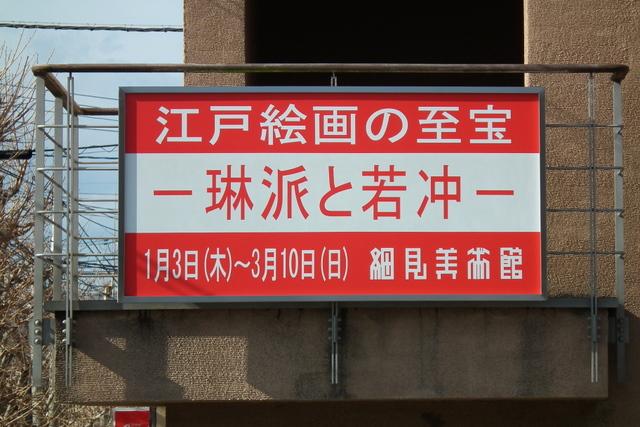 江戸絵画の至宝
ー琳派と若冲ー
1月3日(木)～3月10日(日) 細見美術館